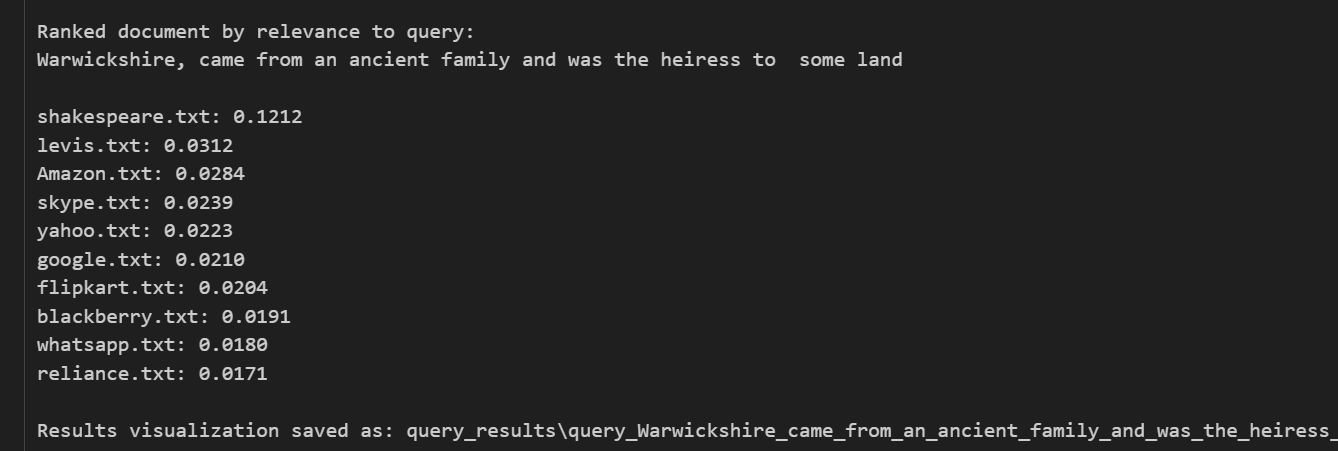 Ranked document by relevance to query:
Warwickshire, came from an ancient family and was the heiress to  some land
shakespeare.txt: 0.1212
levis.txt: 0.0312
Amazon.txt: 0.0284
skype.txt: 0.0239
yahoo.txt: 0.0223
google.txt: 0.0210
flipkart.txt: 0.0204
blackberry.txt: 0.0191
whatsapp.txt: 0.0180
reliance.txt: 0.0171
Results visualization saved as: query_results\query_Warwickshire_came_from_an_ancient_family_and_was_the_heiress_